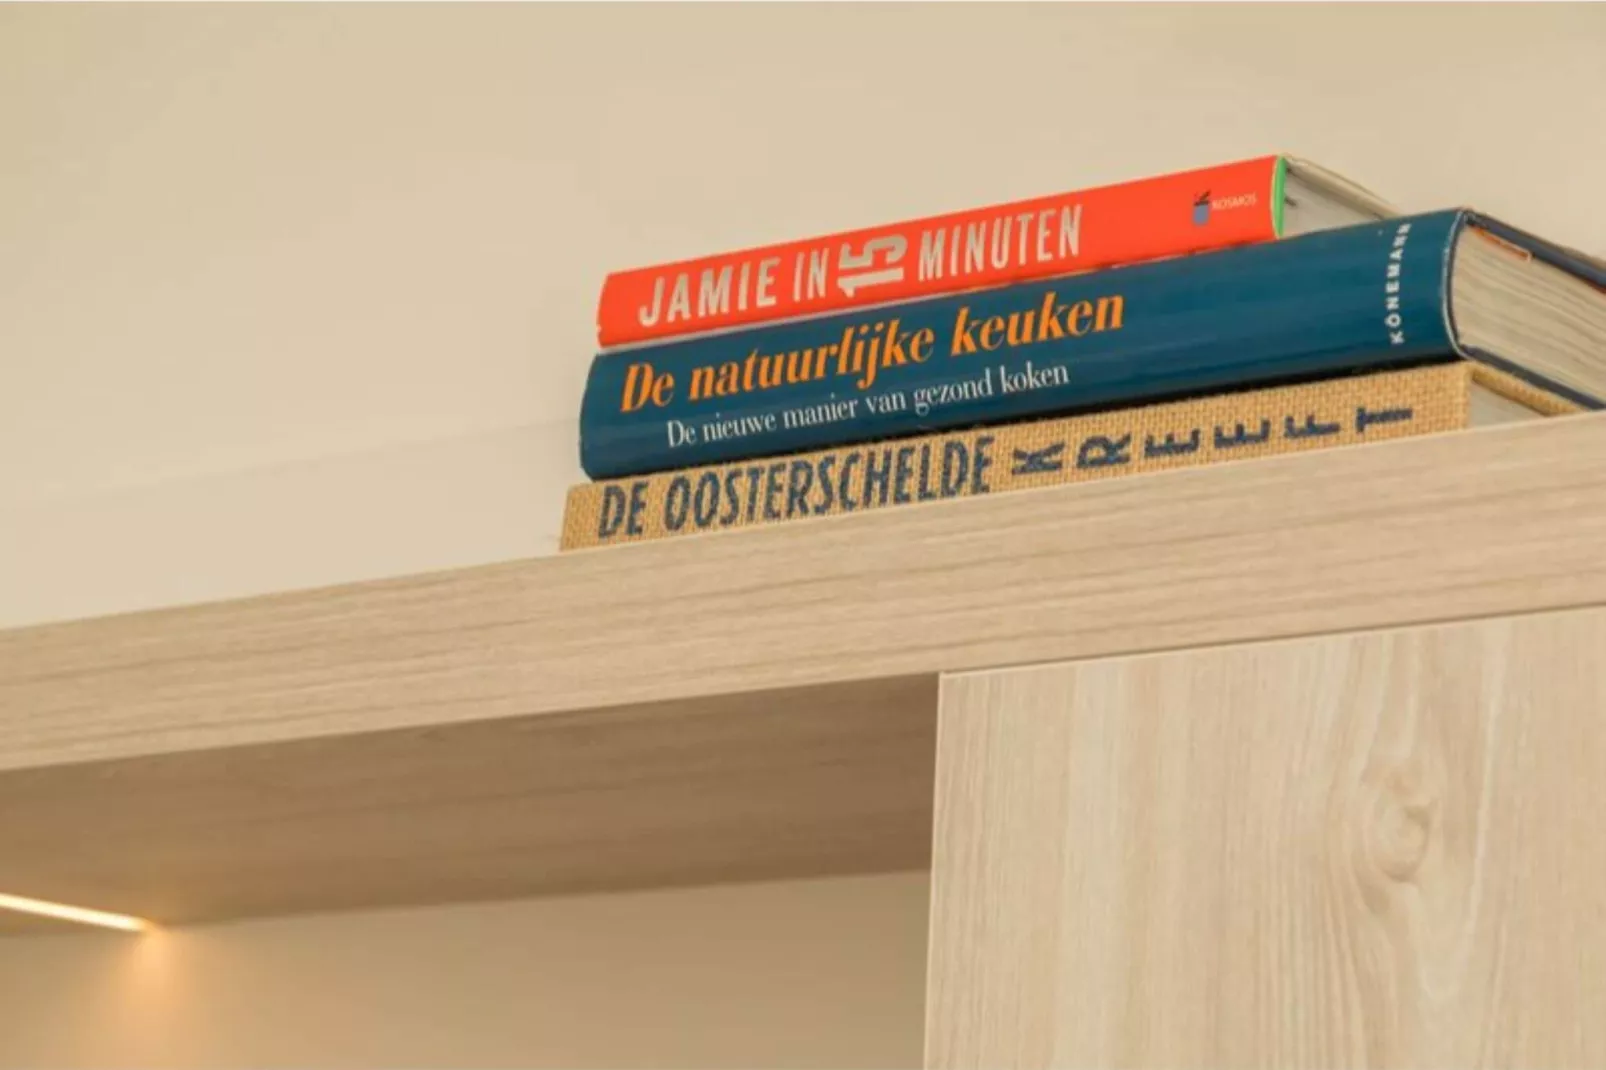 JAMIE IN 15 MINUTEN
K KOSMOS
De natuurlijke keuken
De nieuwe manier van gezond koken
KÖNEMANN
DE OOSTERSCHELDE KREEFT